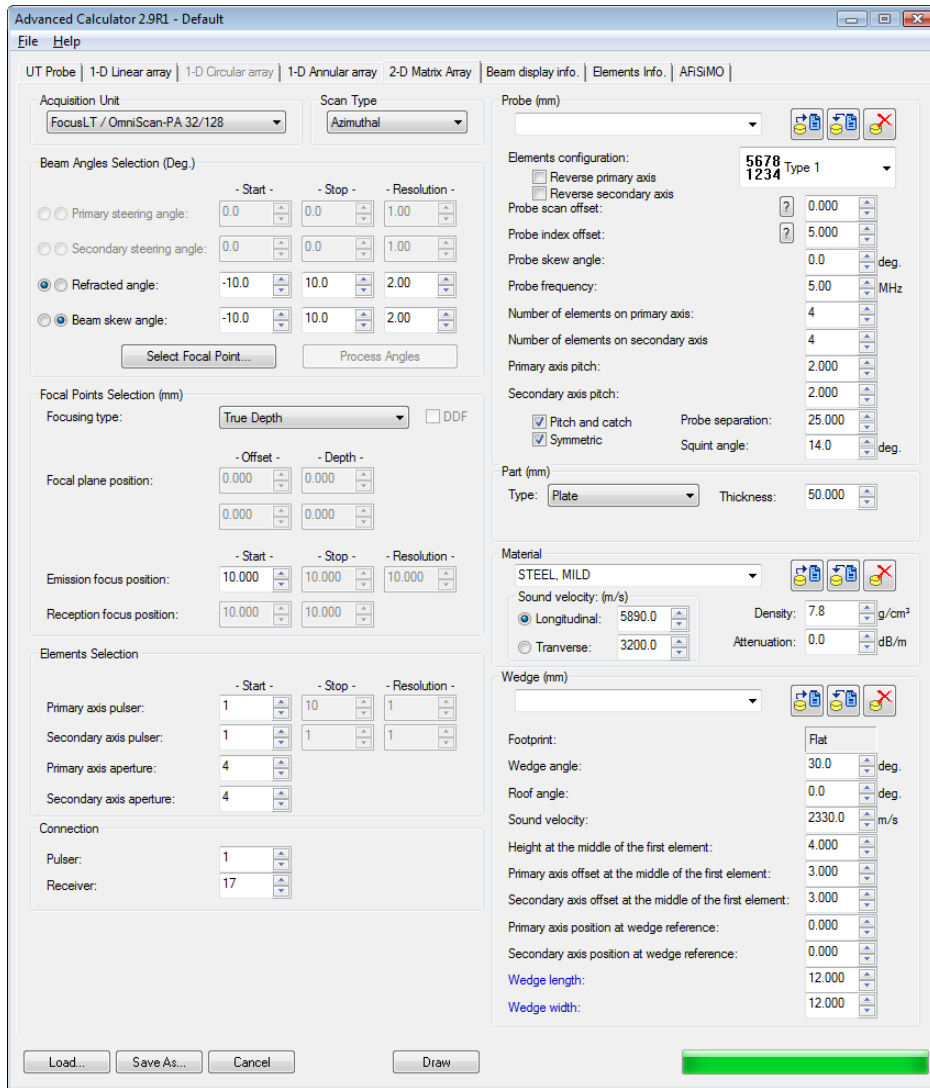 Advanced Calculator 2.9R1 - Default
File Help
UT Probe 1-D Linear array 1-D Circular array 1-D Annular array 2-D Matrix Array Beam display info. Elements Info. AFiSiMO
Acquisition Unit
FocusLT / OmniScan-PA 32/128
Scan Type
Azimuthal
Beam Angles Selection (Deg.)
- Start - - Stop - - Resolution -
Primary steering angle: 0.0 0.0 1.00
Secondary steering angle: 0.0 0.0 1.00
Refracted angle: -10.0 10.0 2.00
Beam skew angle: -10.0 10.0 2.00
Select Focal Point... Process Angles
Focal Points Selection (mm)
Focusing type: True Depth DDF
- Offset - - Depth -
Focal plane position: 0.000 0.000
0.000 0.000
- Start - - Stop - - Resolution -
Emission focus position: 10.000 10.000 10.000
Reception focus position: 10.000 10.000
Elements Selection
- Start - - Stop - - Resolution -
Primary axis pulser: 1 10 1
Secondary axis pulser: 1 1 1
Primary axis aperture: 4
Secondary axis aperture: 4
Connection
Pulser: 1
Receiver: 17
Probe (mm)
Elements configuration: 5678 1234 Type 1
Reverse primary axis
Reverse secondary axis
Probe scan offset: ? 0.000
Probe index offset: ? 5.000
Probe skew angle: 0.0 deg.
Probe frequency: 5.00 MHz
Number of elements on primary axis: 4
Number of elements on secondary axis 4
Primary axis pitch: 2.000
Secondary axis pitch: 2.000
Pitch and catch Probe separation: 25.000
Symmetric Squint angle: 14.0 deg.
Part (mm)
Type: Plate Thickness: 50.000
Material
STEEL, MILD
Sound velocity: (m/s)
Longitudinal: 5890.0 Density: 7.8 g/cm³
Tranverse: 3200.0 Attenuation: 0.0 dB/m
Wedge (mm)
Footprint: Flat
Wedge angle: 30.0 deg.
Roof angle: 0.0 deg.
Sound velocity: 2330.0 m/s
Height at the middle of the first element: 4.000
Primary axis offset at the middle of the first element: 3.000
Secondary axis offset at the middle of the first element: 3.000
Primary axis position at wedge reference: 0.000
Secondary axis position at wedge reference: 0.000
Wedge length: 12.000
Wedge width: 12.000
Load... Save As... Cancel Draw